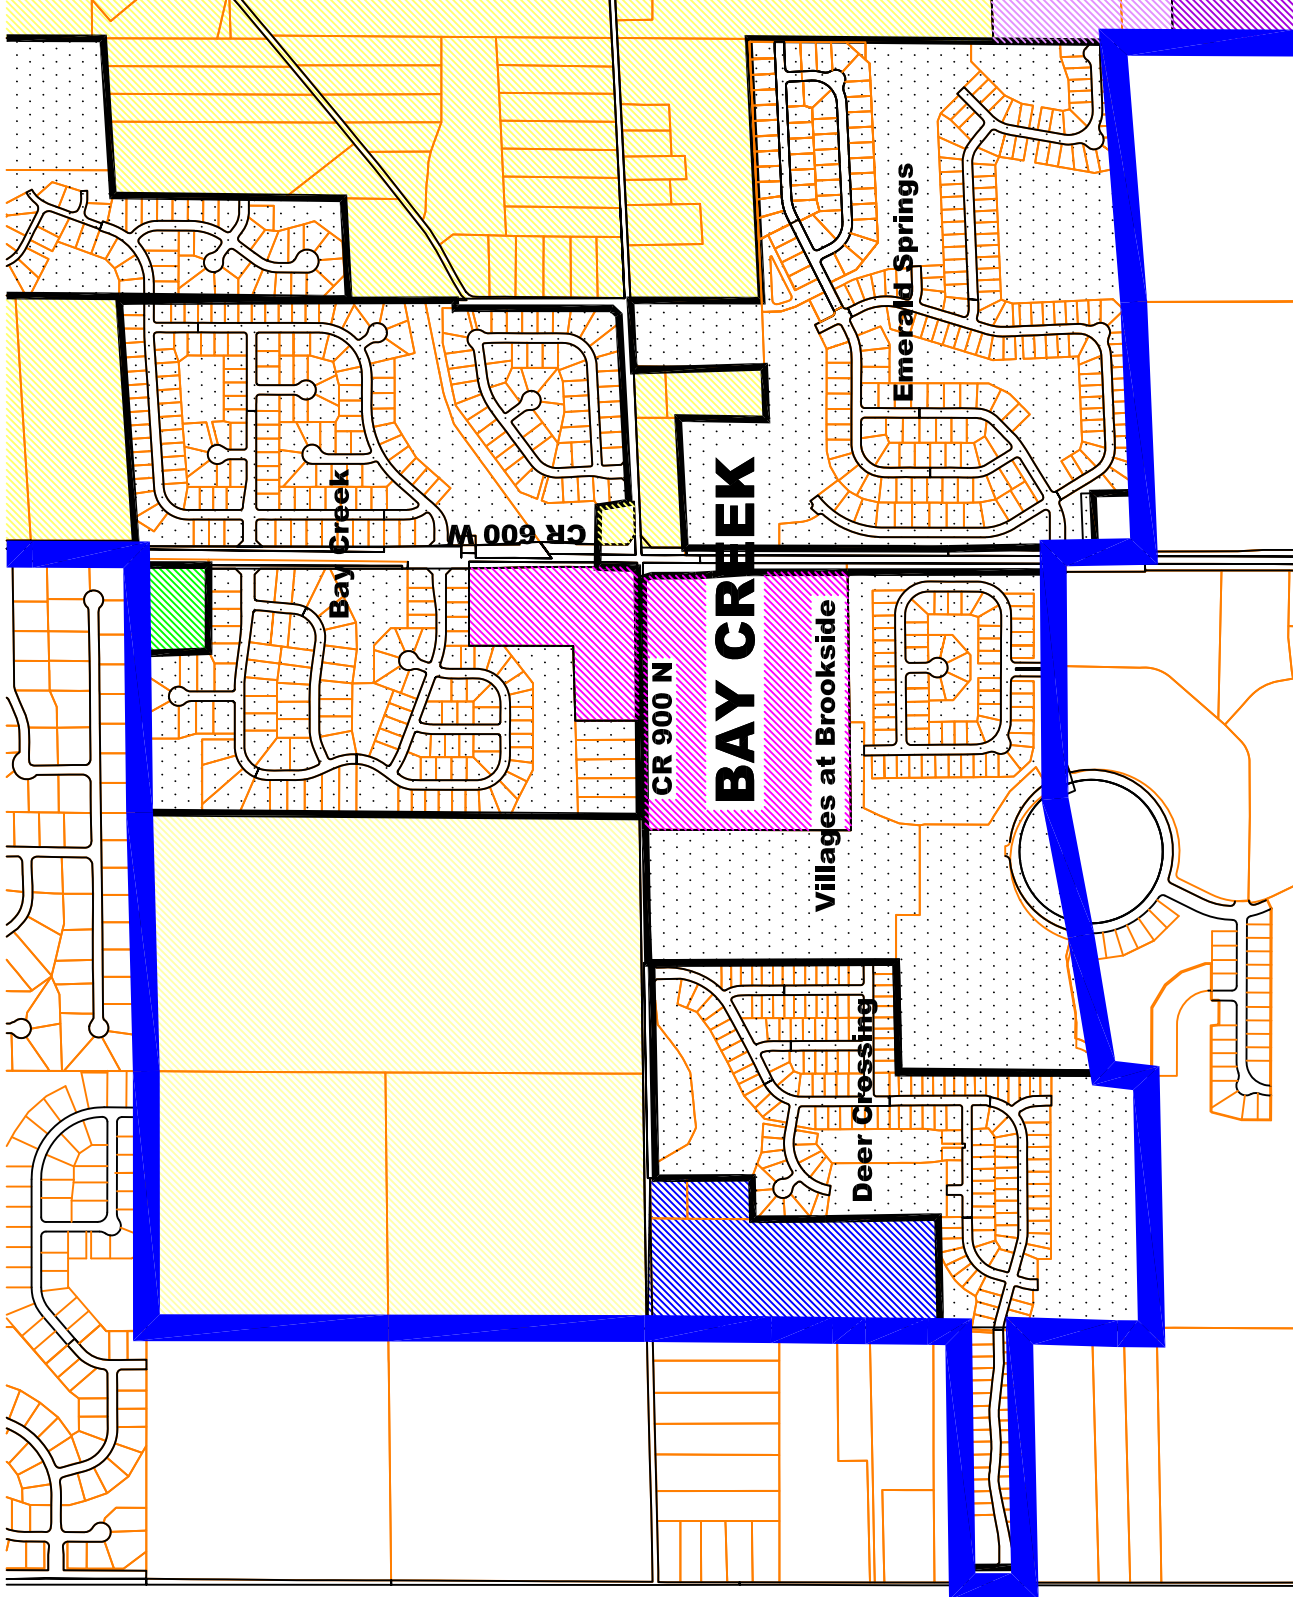 Emerald Springs
Bay Creek
CR 600 W
BAY CREEK
CR 900 N
Villages at Brookside
Deer Crossing